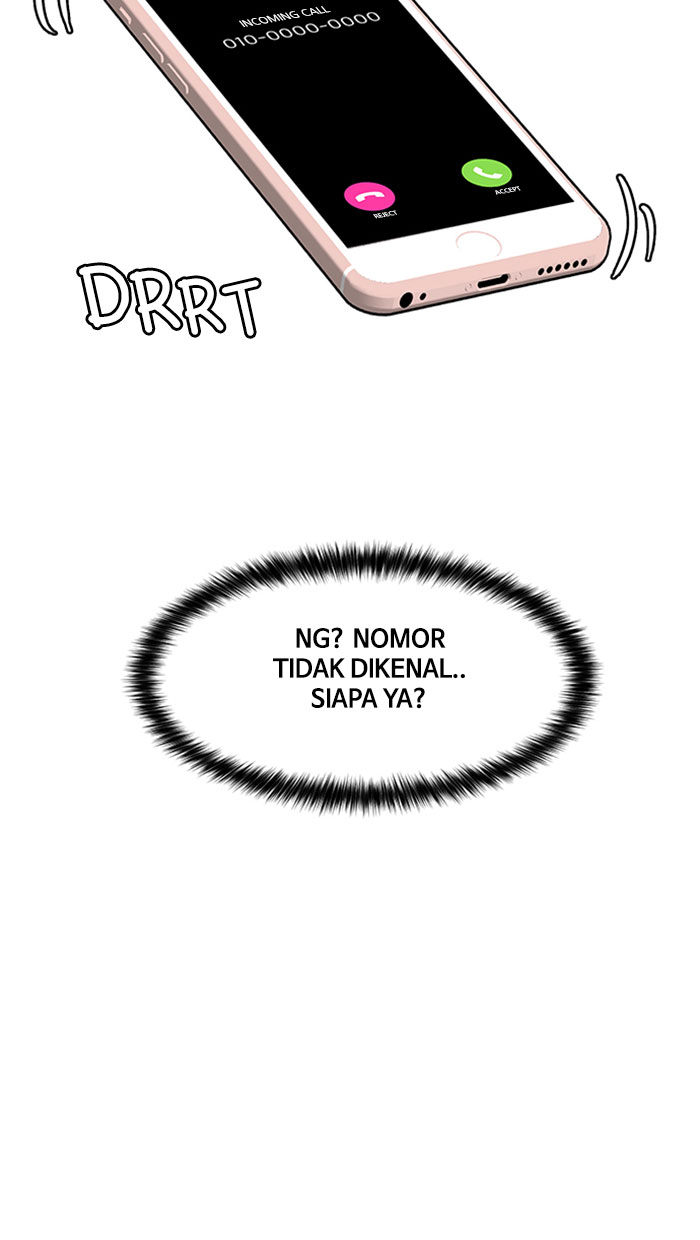 INCOMING CALL
010-0000-0000
REJECT
ACCEPT
DRRT
NG? NOMOR
TIDAK DIKENAL..
SIAPA YA?